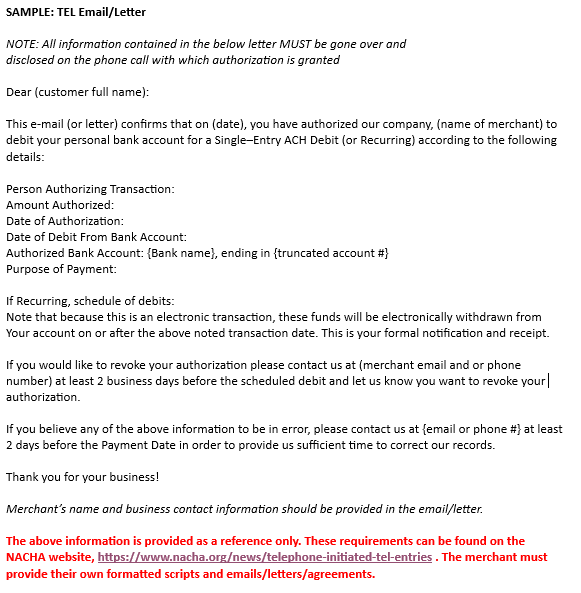 SAMPLE: TEL Email/Letter
NOTE: All information contained in the below letter MUST be gone over and
disclosed on the phone call with which authorization is granted
Dear (customer full name):
This e-mail (or letter) confirms that on (date), you have authorized our company, (name of merchant) to
debit your personal bank account for a Single–Entry ACH Debit (or Recurring) according to the following
details:
Person Authorizing Transaction:
Amount Authorized:
Date of Authorization:
Date of Debit From Bank Account:
Authorized Bank Account: {Bank name}, ending in {truncated account #}
Purpose of Payment:
If Recurring, schedule of debits:
Note that because this is an electronic transaction, these funds will be electronically withdrawn from
Your account on or after the above noted transaction date. This is your formal notification and receipt.
If you would like to revoke your authorization please contact us at (merchant email and or phone
number) at least 2 business days before the scheduled debit and let us know you want to revoke your
authorization.
If you believe any of the above information to be in error, please contact us at {email or phone #} at least
2 days before the Payment Date in order to provide us sufficient time to correct our records.
Thank you for your business!
Merchant's name and business contact information should be provided in the email/letter.
The above information is provided as a reference only. These requirements can be found on the
NACHA website, https://www.nacha.org/news/telephone-initiated-tel-entries . The merchant must
provide their own formatted scripts and emails/letters/agreements.